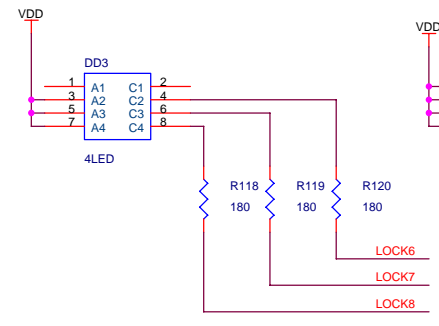 VDD
VDD
DD3
1 A1 C1 2
3 A2 C2 4
5 A3 C3 6
7 A4 C4 8
4LED
R118 R119 R120
180 180 180
LOCK6
LOCK7
LOCK8